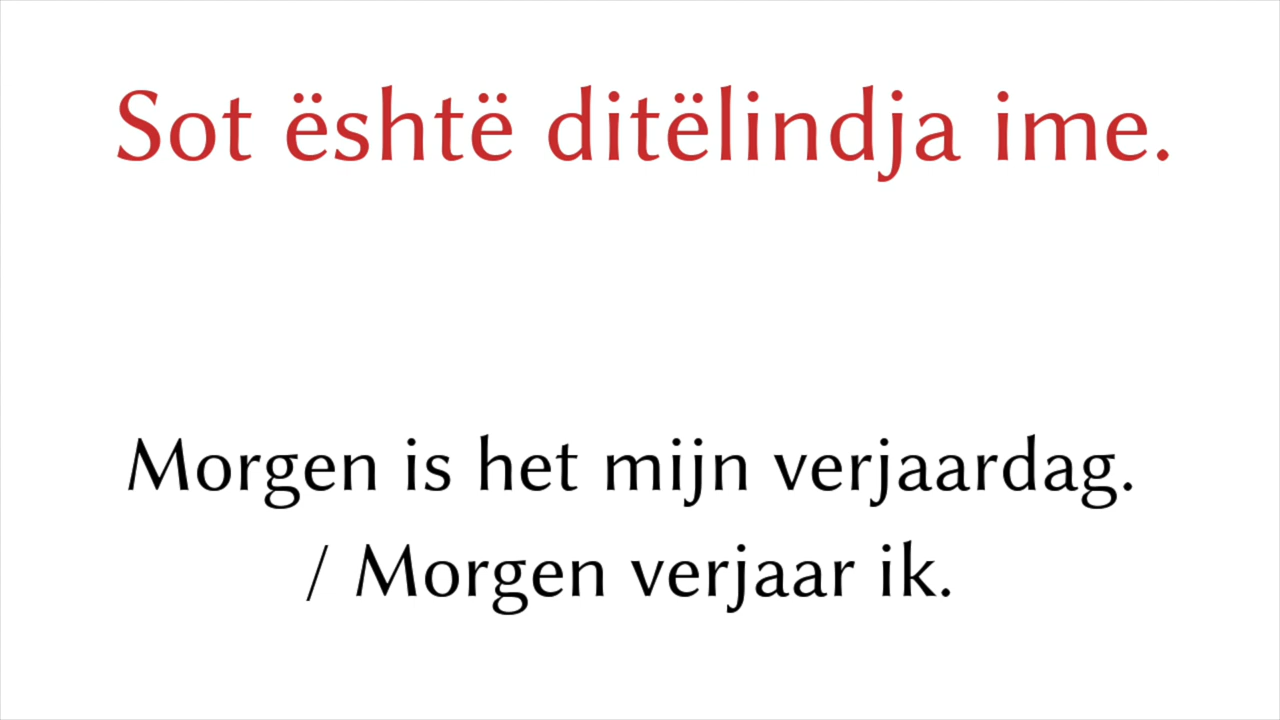 Sot është ditëlindja ime.
Morgen is het mijn verjaardag.
/ Morgen verjaar ik.